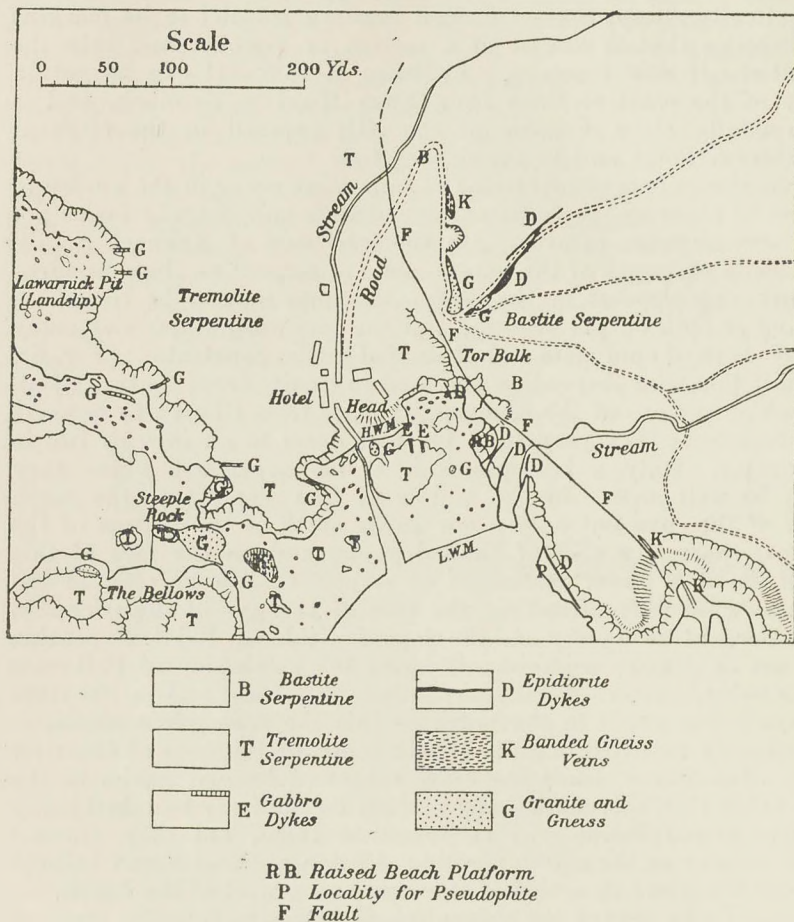 Scale
0 50 100 200 Yds.
T
B
Stream
K
F
D
G
G
Road
Lawarnick Pit
(Landslip)
Tremolite
Serpentine
G
D
G
Bastite Serpentine
F
T
Tor Balk
G
B
Hotel
Head
D
H.W.M.
E E
F
G
RB
D
D
Stream
G
T
G
D
G
G
T
F
Steeple
Rock
T
T
G
L.W.M.
K
T
T
G
D
P
The Bellows
G
K
T
T
T
B Bastite
Serpentine
T Tremolite
Serpentine
E Gabbro
Dykes
D Epidiorite
Dykes
K Banded Gneiss
Veins
G Granite and
Gneiss
RB. Raised Beach Platform
P Locality for Pseudophite
F Fault